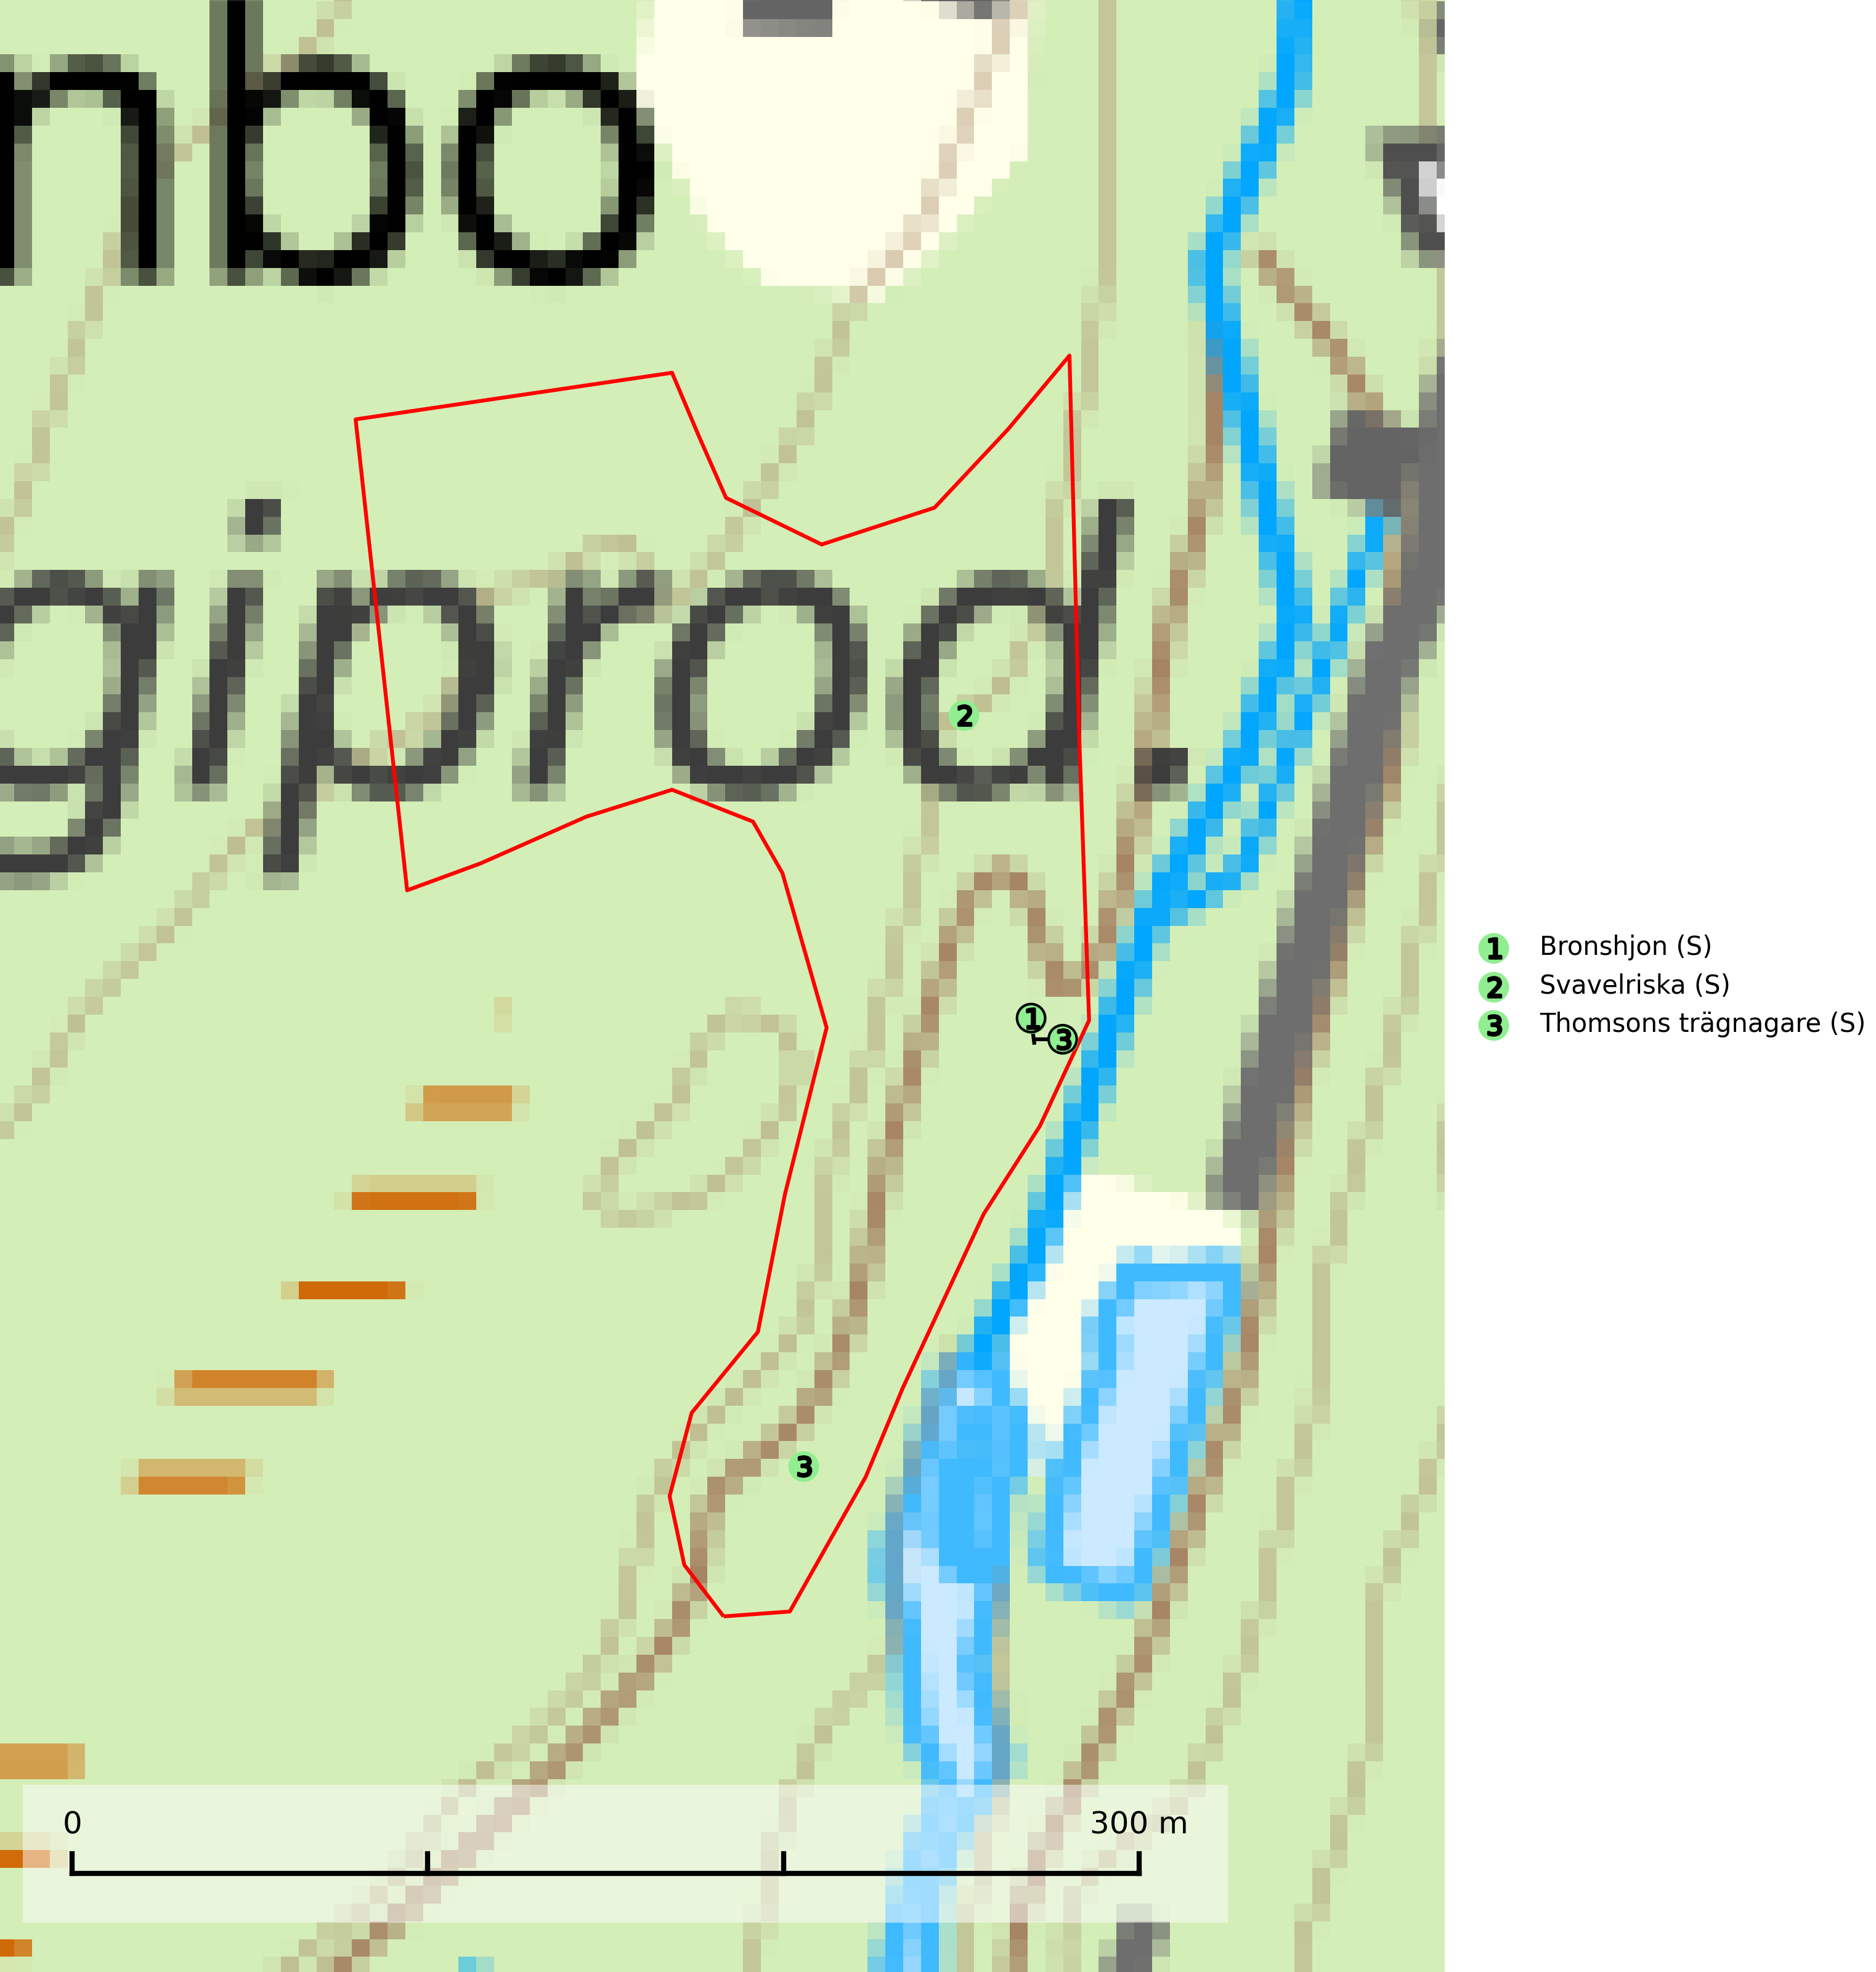 nbo
giprod.
2
1
3
3
1 Bronshjon (S)
2 Svavelriska (S)
3 Thomsons trägnagare (S)
0 300 m